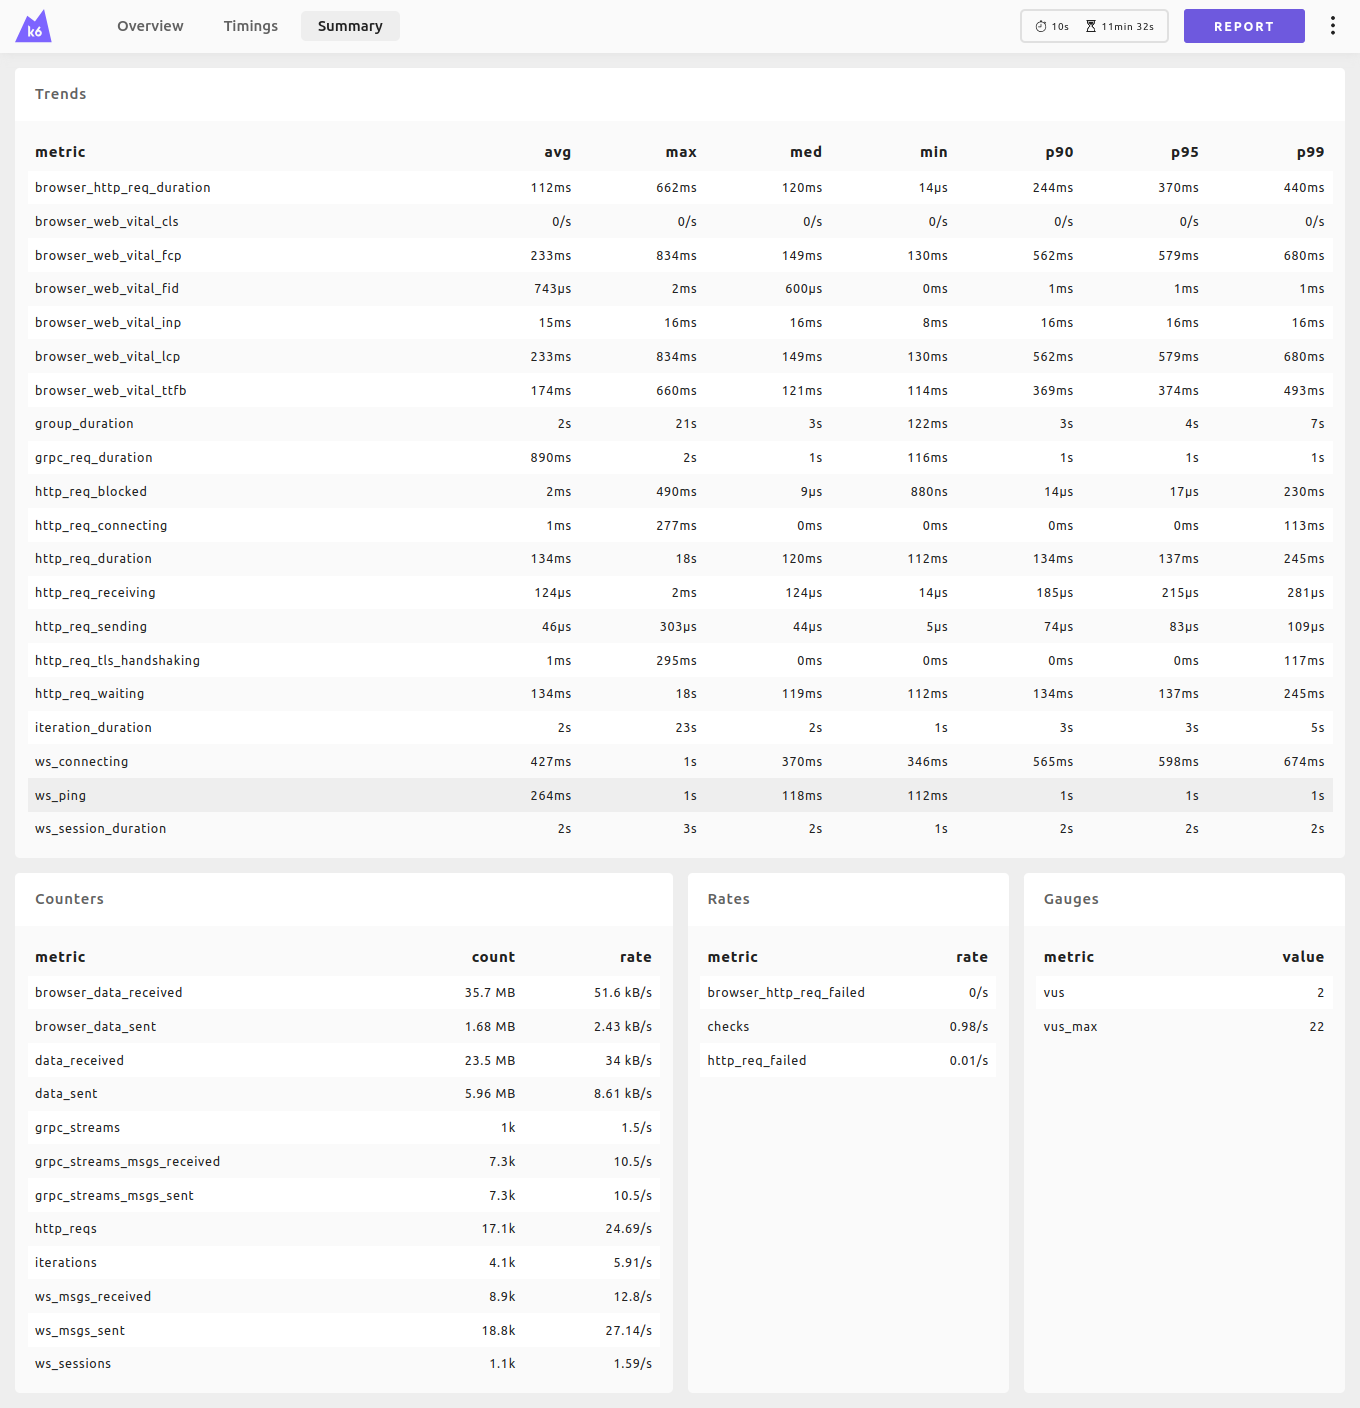 k6 Overview Timings Summary 10s 11min 32s REPORT
Trends
metric avg max med min p90 p95 p99
browser_http_req_duration 112ms 662ms 120ms 14µs 244ms 370ms 440ms
browser_web_vital_cls 0/s 0/s 0/s 0/s 0/s 0/s 0/s
browser_web_vital_fcp 233ms 834ms 149ms 130ms 562ms 579ms 680ms
browser_web_vital_fid 743µs 2ms 600µs 0ms 1ms 1ms 1ms
browser_web_vital_inp 15ms 16ms 16ms 8ms 16ms 16ms 16ms
browser_web_vital_lcp 233ms 834ms 149ms 130ms 562ms 579ms 680ms
browser_web_vital_ttfb 174ms 660ms 121ms 114ms 369ms 374ms 493ms
group_duration 2s 21s 3s 122ms 3s 4s 7s
grpc_req_duration 890ms 2s 1s 116ms 1s 1s 1s
http_req_blocked 2ms 490ms 9µs 880ns 14µs 17µs 230ms
http_req_connecting 1ms 277ms 0ms 0ms 0ms 0ms 113ms
http_req_duration 134ms 18s 120ms 112ms 134ms 137ms 245ms
http_req_receiving 124µs 2ms 124µs 14µs 185µs 215µs 281µs
http_req_sending 46µs 303µs 44µs 5µs 74µs 83µs 109µs
http_req_tls_handshaking 1ms 295ms 0ms 0ms 0ms 0ms 117ms
http_req_waiting 134ms 18s 119ms 112ms 134ms 137ms 245ms
iteration_duration 2s 23s 2s 1s 3s 3s 5s
ws_connecting 427ms 1s 370ms 346ms 565ms 598ms 674ms
ws_ping 264ms 1s 118ms 112ms 1s 1s 1s
ws_session_duration 2s 3s 2s 1s 2s 2s 2s
Counters
metric count rate
browser_data_received 35.7 MB 51.6 kB/s
browser_data_sent 1.68 MB 2.43 kB/s
data_received 23.5 MB 34 kB/s
data_sent 5.96 MB 8.61 kB/s
grpc_streams 1k 1.5/s
grpc_streams_msgs_received 7.3k 10.5/s
grpc_streams_msgs_sent 7.3k 10.5/s
http_reqs 17.1k 24.69/s
iterations 4.1k 5.91/s
ws_msgs_received 8.9k 12.8/s
ws_msgs_sent 18.8k 27.14/s
ws_sessions 1.1k 1.59/s
Rates
metric rate
browser_http_req_failed 0/s
checks 0.98/s
http_req_failed 0.01/s
Gauges
metric value
vus 2
vus_max 22